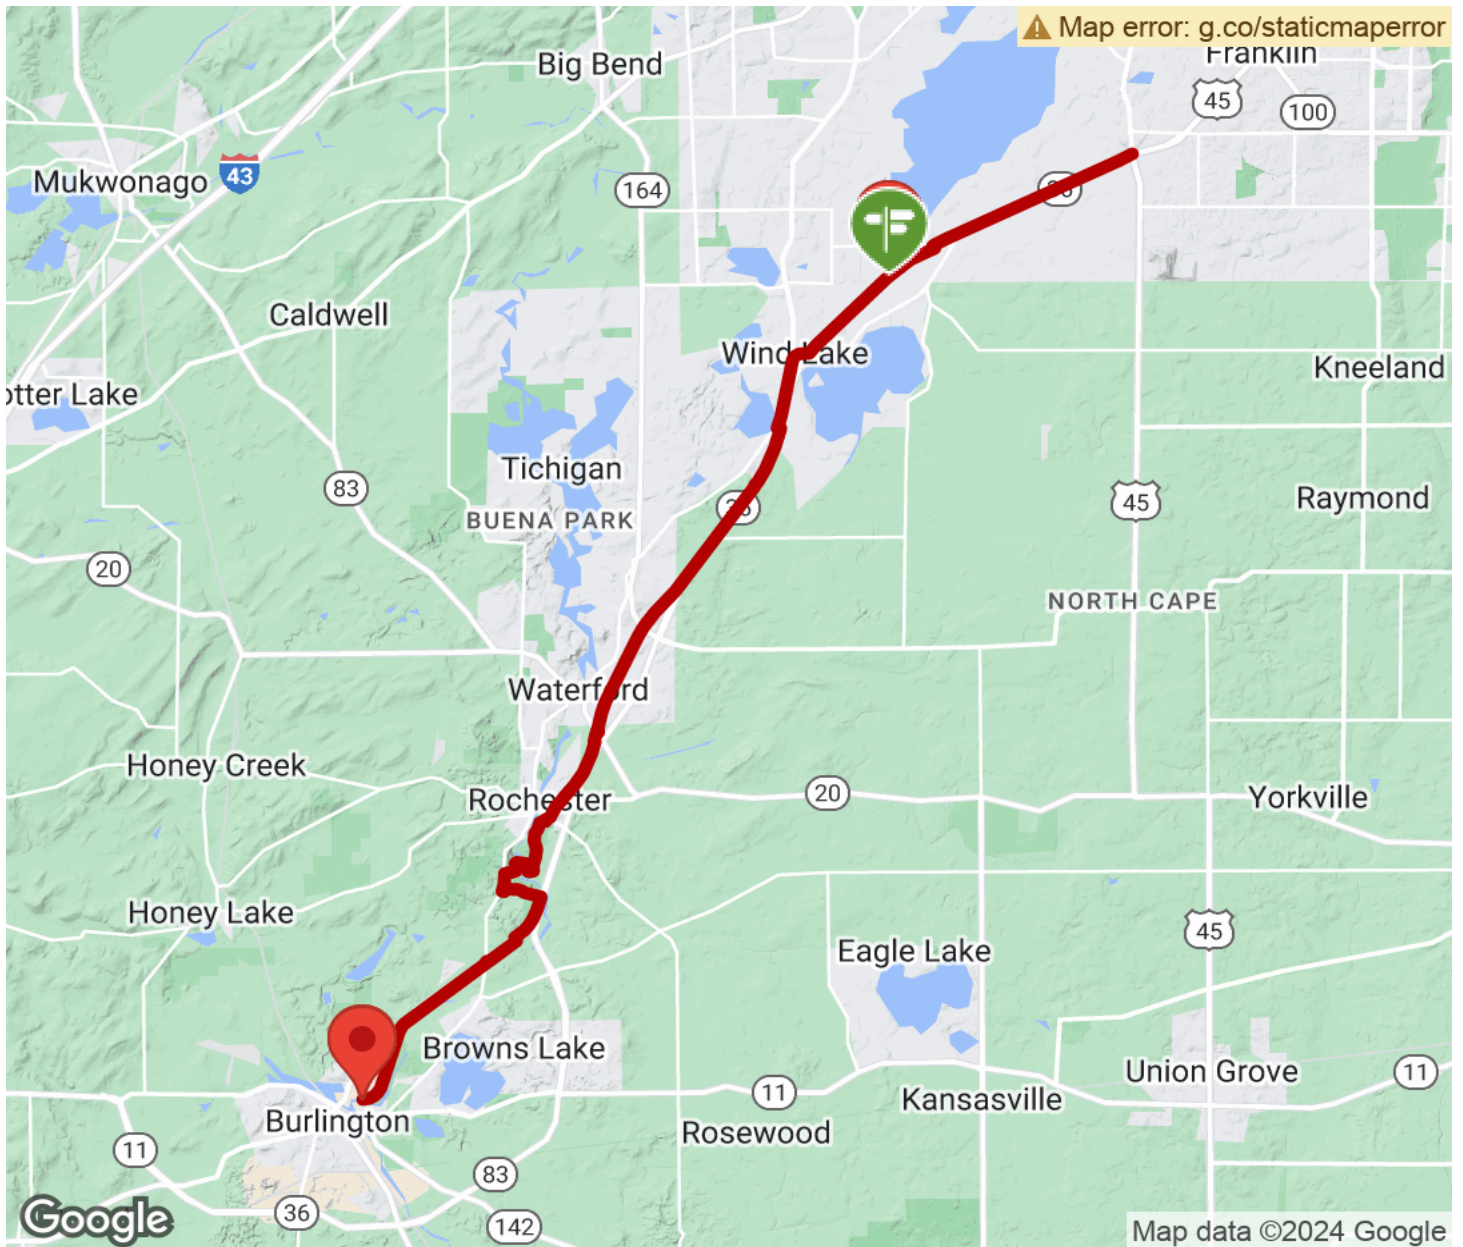 Map error: g.co/staticmaperror
Big Bend
Franklin
45
100
43
Mukwonago
164
36
Caldwell
Wind Lake
Kneeland
otter Lake
Tichigan
83
36
45
Raymond
BUENA PARK
20
NORTH CAPE
Waterford
Honey Creek
Rochester
20
Yorkville
Honey Lake
45
Eagle Lake
Browns Lake
Union Grove
11
11
Kansasville
Burlington
Rosewood
11
83
36
142
Google
Map data ©2024 Google